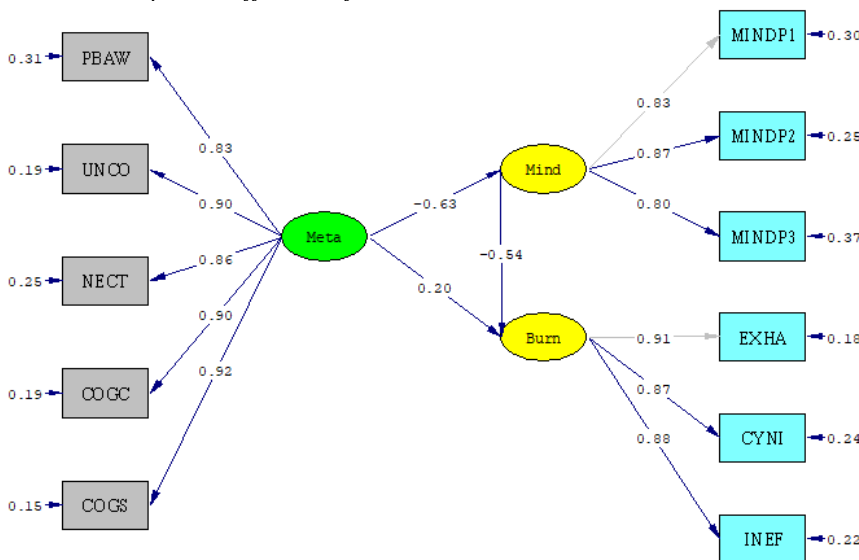 0.31
PBAW
0.83
0.19
UNCO
0.90
0.25
NECT
0.86
0.19
COGC
0.90
0.15
COGS
0.92
Meta
-0.63
0.20
Mind
-0.54
Burn
0.83
MINDP1
0.30
0.87
MINDP2
0.25
0.80
MINDP3
0.37
0.91
EXHA
0.18
0.87
CYNI
0.24
0.88
INEF
0.22